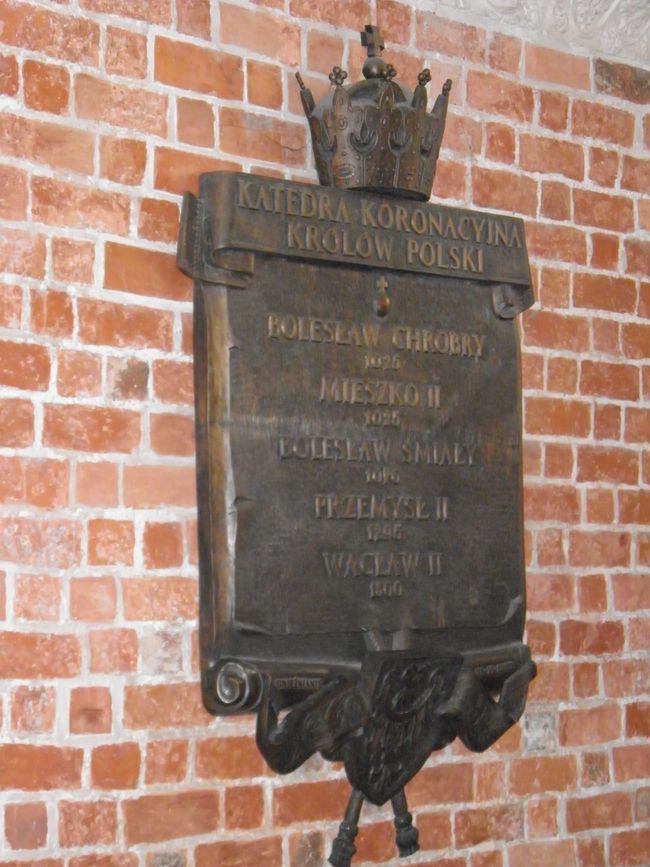 KATEDRA KORONACYJNA
KRÓLÓW POLSKI
BOLESŁAW CHROBRY
1025
MIESZKO II
1025
BOLESŁAW ŚMIAŁY
1076
PRZEMYSŁ II
1295
WACŁAW II
1300